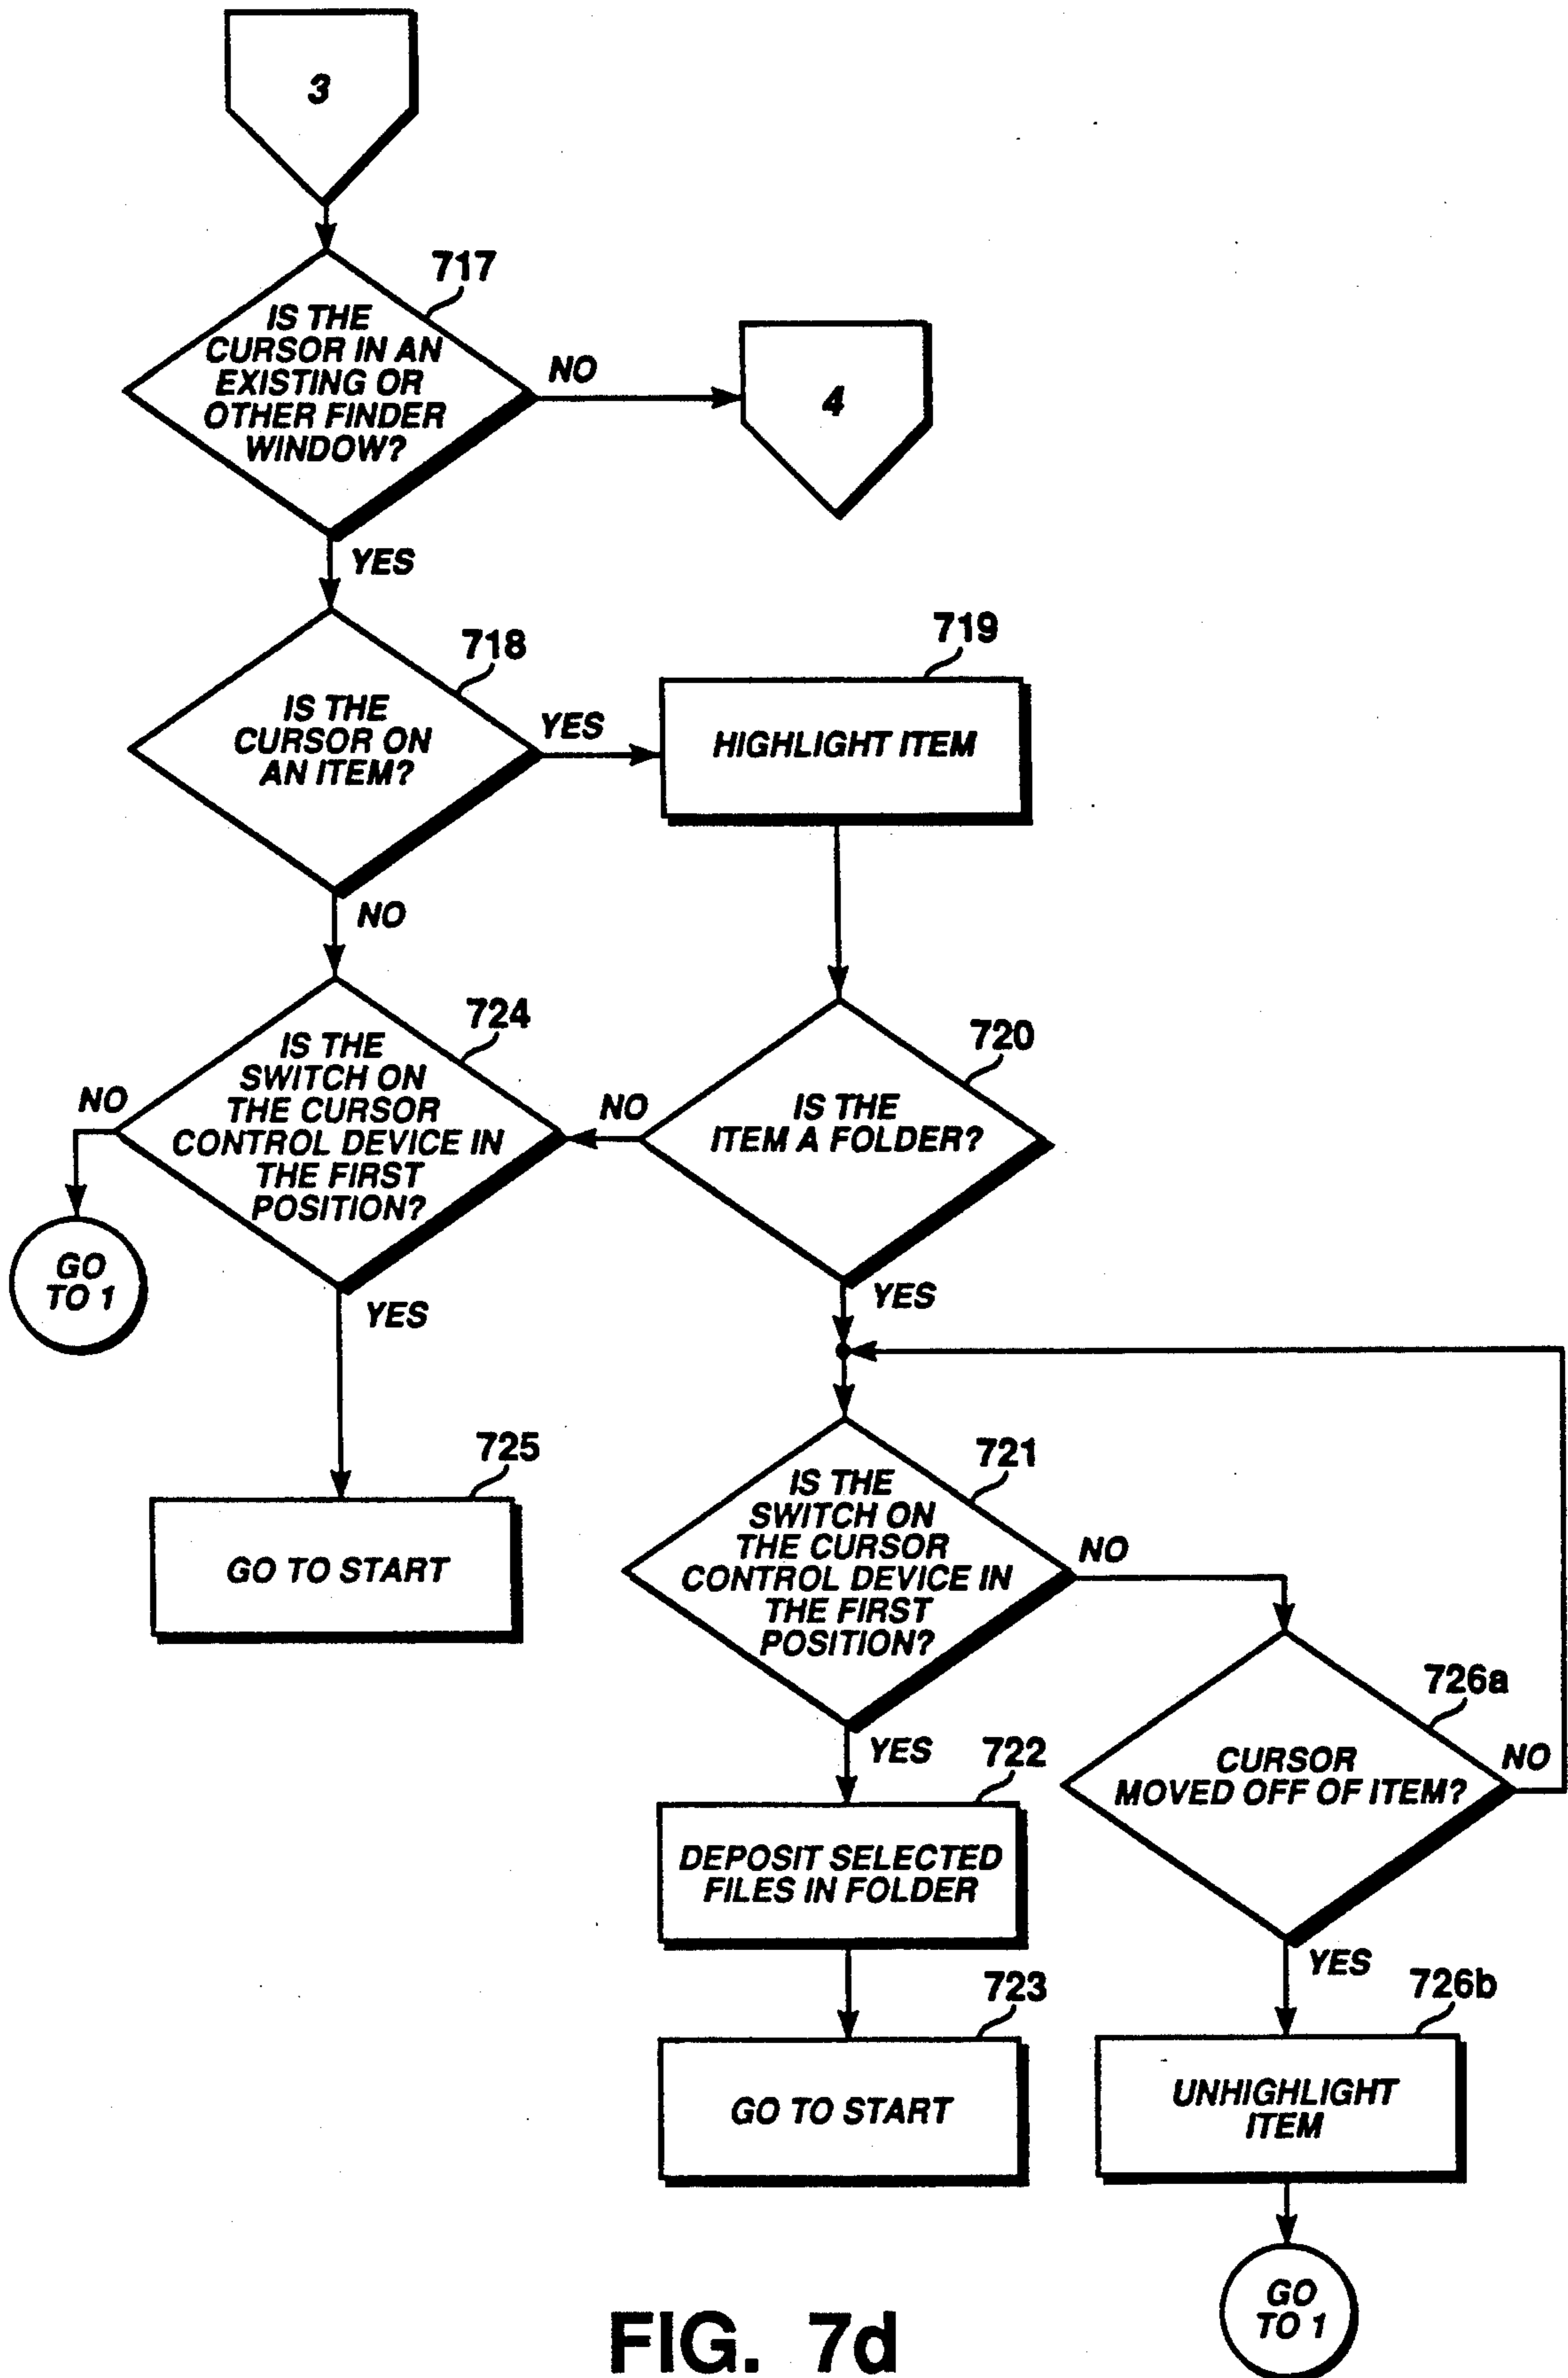 3
717
IS THE
CURSOR IN AN
EXISTING OR
OTHER FINDER
WINDOW?
NO
4
YES
718
IS THE
CURSOR ON
AN ITEM?
YES
719
HIGHLIGHT ITEM
NO
724
IS THE
SWITCH ON
THE CURSOR
CONTROL DEVICE IN
THE FIRST
POSITION?
NO
GO
TO 1
NO
720
IS THE
ITEM A FOLDER?
YES
YES
725
GO TO START
721
IS THE
SWITCH ON
THE CURSOR
CONTROL DEVICE IN
THE FIRST
POSITION?
NO
726a
CURSOR
MOVED OFF OF ITEM?
NO
YES
722
DEPOSIT SELECTED
FILES IN FOLDER
723
GO TO START
YES
726b
UNHIGHLIGHT
ITEM
GO
TO 1
FIG. 7d